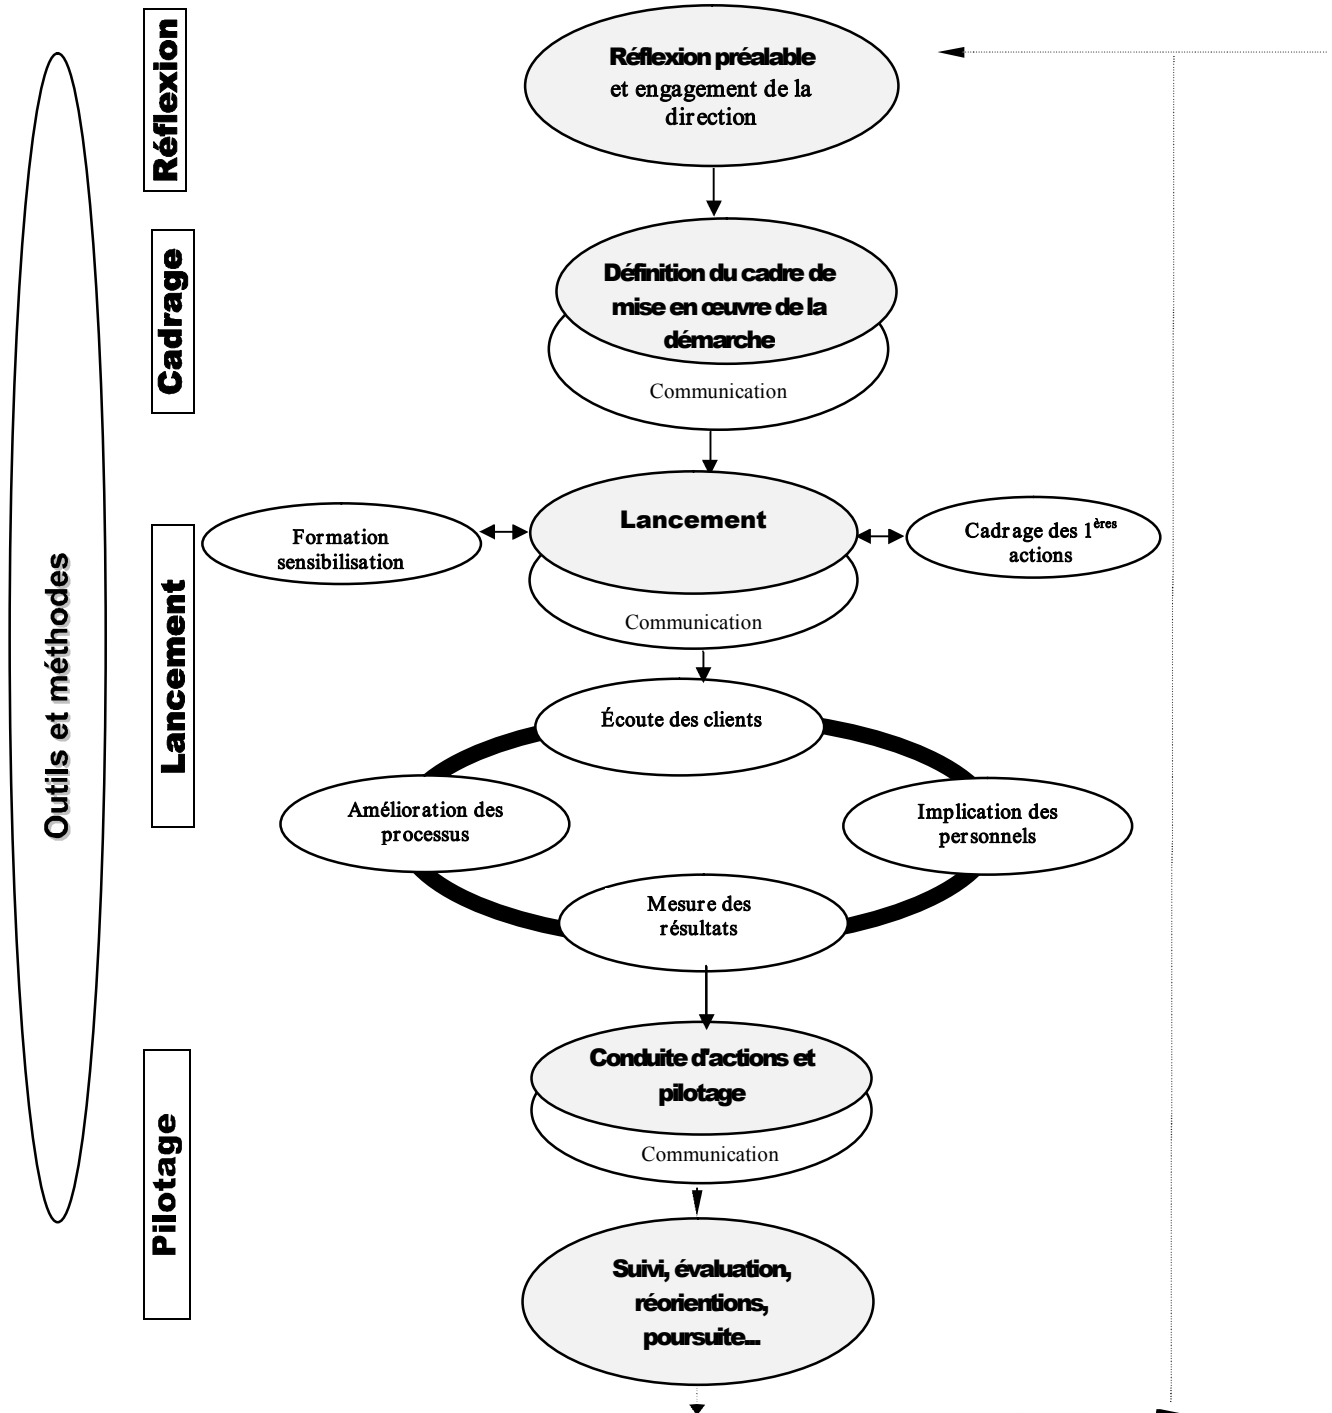 Réflexion
Réflexion préalable
et engagement de la
direction
Cadrage
Définition du cadre de
mise en œuvre de la
démarche
Communication
Outils et méthodes
Lancement
Lancement
Formation
sensibilisation
Cadrage des 1ères
actions
Communication
Écoute des clients
Amélioration des
processus
Implication des
personnels
Mesure des
résultats
Pilotage
Conduite d'actions et
pilotage
Communication
Suivi, évaluation,
réorientions,
poursuite...